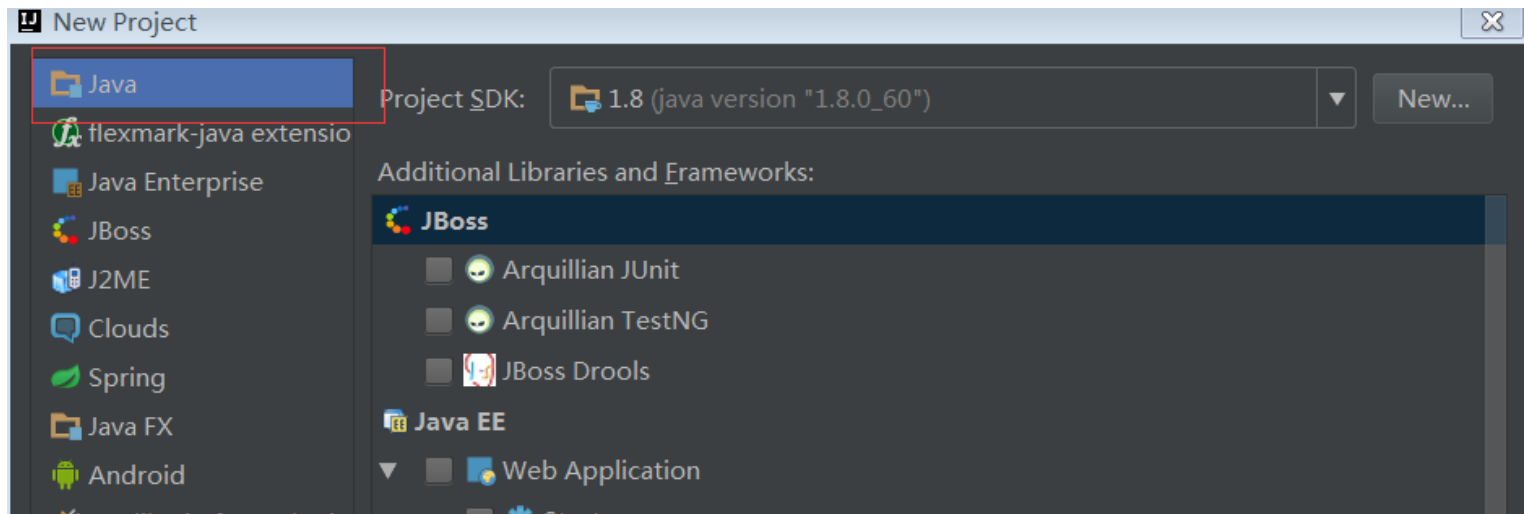 New Project
Java
flexmark-java extensio
Java Enterprise
JBoss
J2ME
Clouds
Spring
Java FX
Android
Project SDK: 1.8 (java version "1.8.0_60") New...
Additional Libraries and Frameworks:
JBoss
Arquillian JUnit
Arquillian TestNG
JBoss Drools
Java EE
Web Application